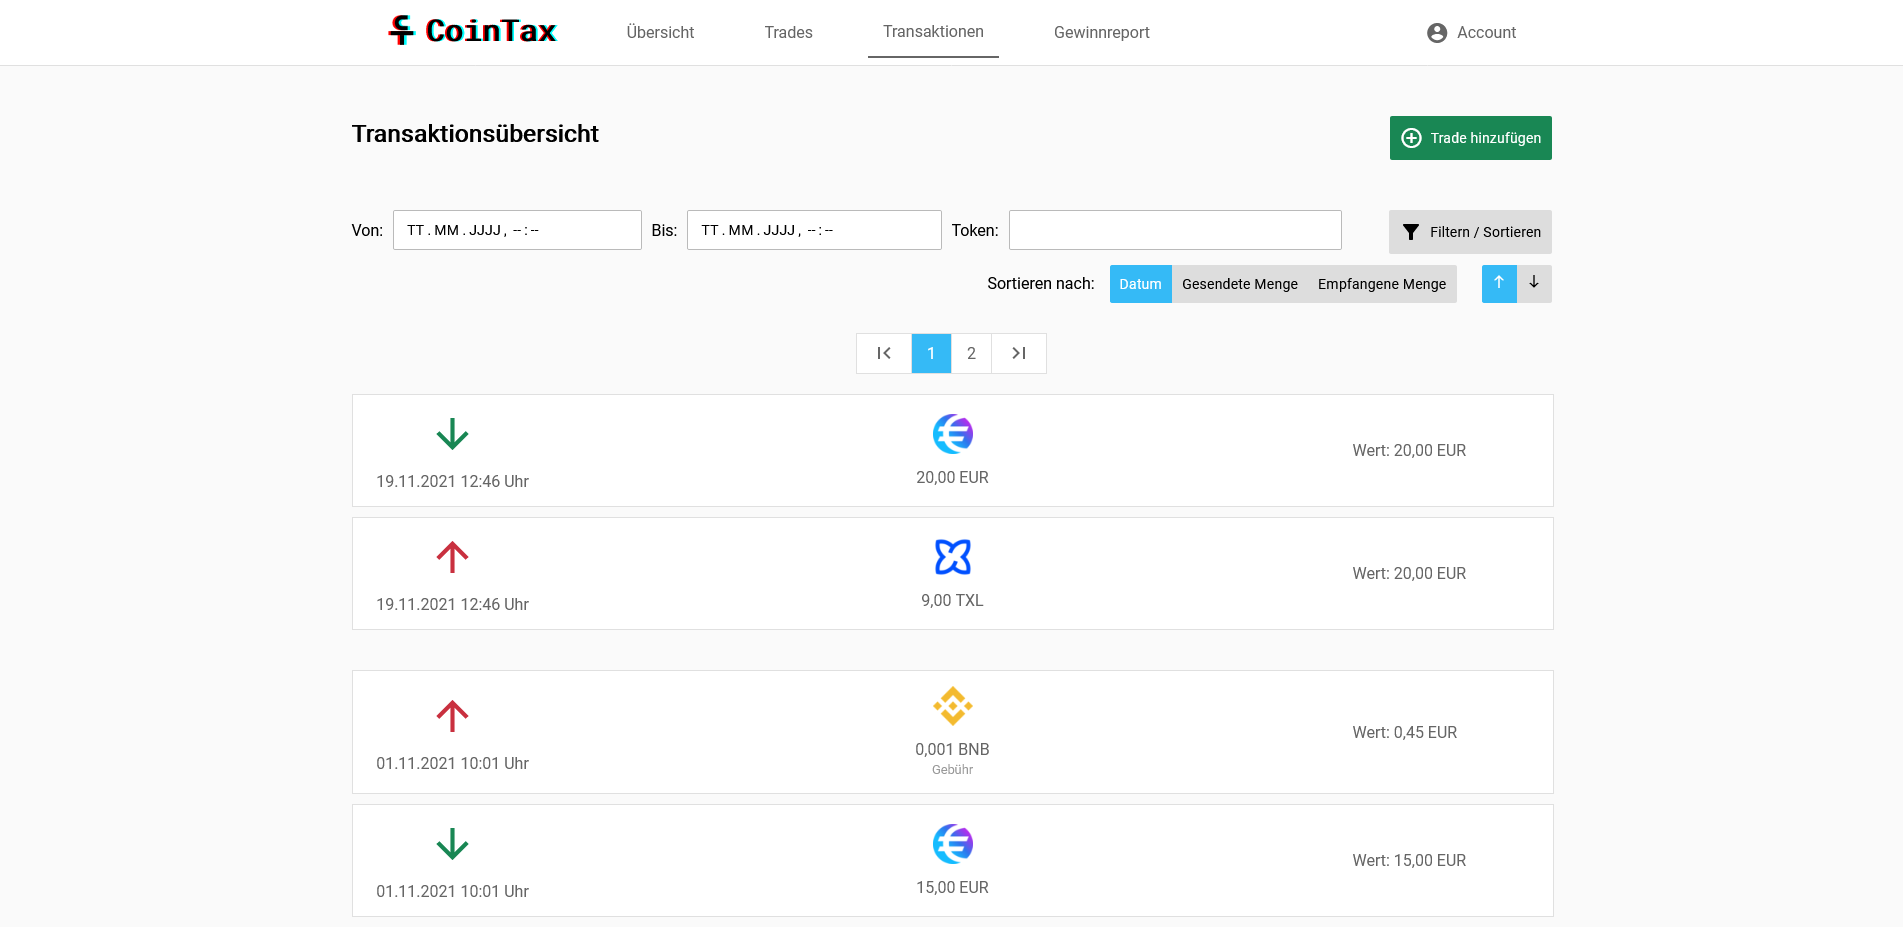 CoinTax Übersicht Trades Transaktionen Gewinnreport Account
Transaktionsübersicht
Trade hinzufügen
Von: TT . MM . JJJJ , -- : -- Bis: TT . MM . JJJJ , -- : -- Token: Filtern / Sortieren
Sortieren nach: Datum Gesendete Menge Empfangene Menge
1 2
19.11.2021 12:46 Uhr
20,00 EUR
Wert: 20,00 EUR
19.11.2021 12:46 Uhr
9,00 TXL
Wert: 20,00 EUR
01.11.2021 10:01 Uhr
0,001 BNB
Gebühr
Wert: 0,45 EUR
01.11.2021 10:01 Uhr
15,00 EUR
Wert: 15,00 EUR